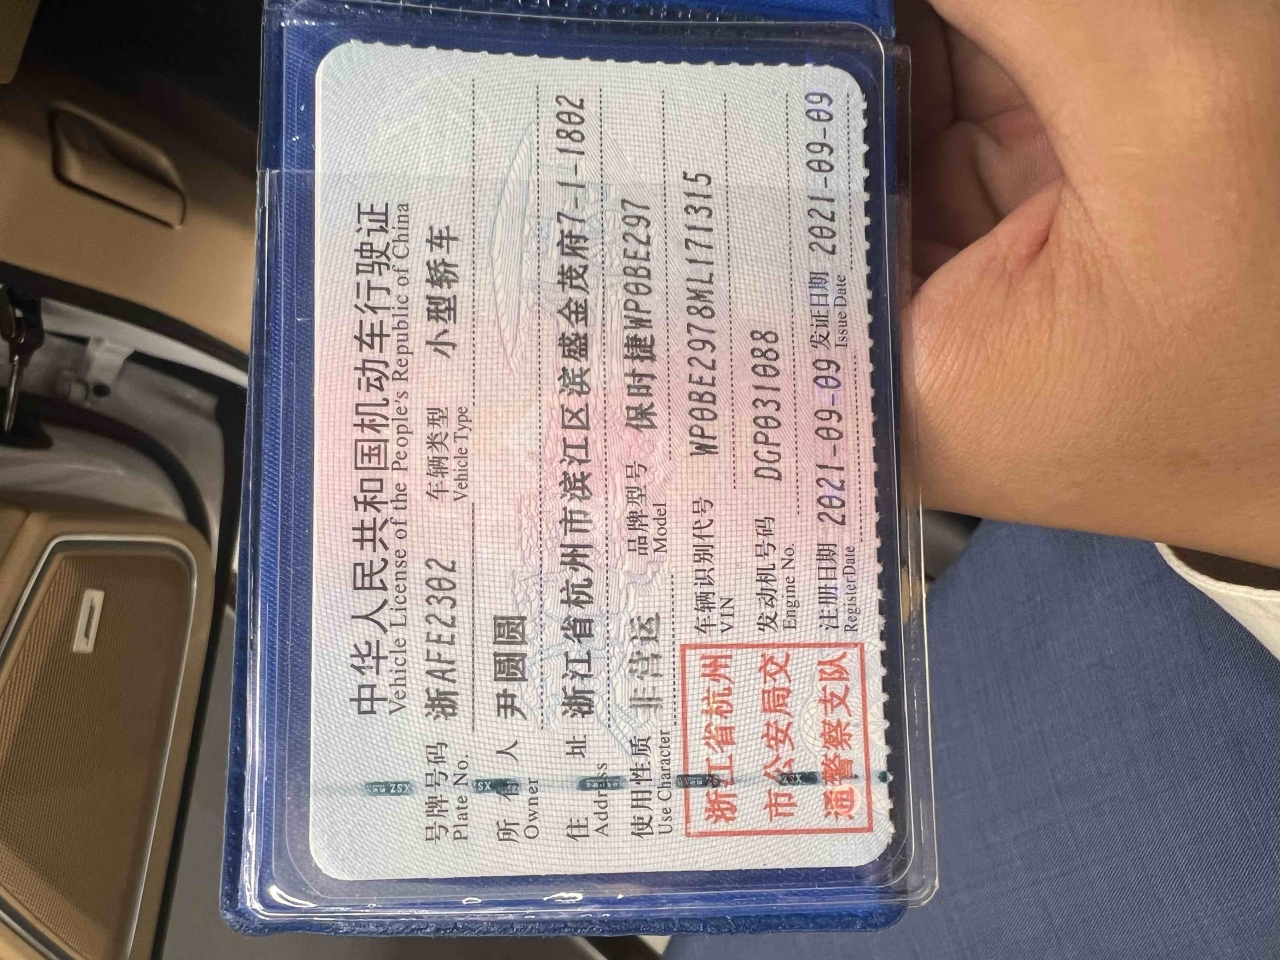 中华人民共和国机动车行驶证
Vehicle License of the People's Republic of China
号牌号码 浙AFE2302 车辆类型 小型轿车
Plate No. Vehicle Type
所有人 尹圆圆
Owner
住址 浙江省杭州市滨江区滨盛金茂府7-1-1802
Address
使用性质 非营运 品牌型号 保时捷WP0BE297
Use Character Model
浙江省杭州
市公安局交
通警察支队
车辆识别代号 WP0BE2978ML171315
VIN
发动机号码 DGP031088
Engine No.
注册日期 2021-09-09 发证日期 2021-09-09
Register Date Issue Date